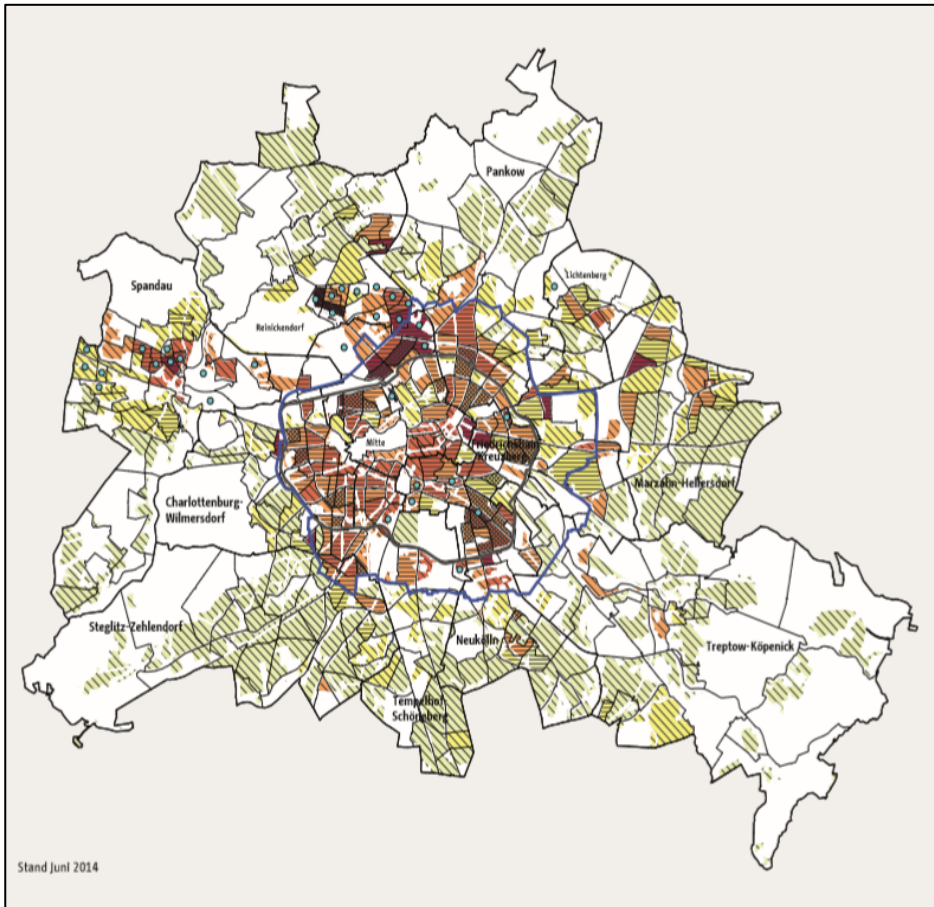 Pankow
Lichtenberg
Spandau
Reinickendorf
Mitte
Friedrichshain-
Kreuzberg
Marzahn-Hellersdorf
Charlottenburg-
Wilmersdorf
Steglitz-Zehlendorf
Neukölln
Treptow-Köpenick
Tempelhof-
Schöneberg
Stand Juni 2014